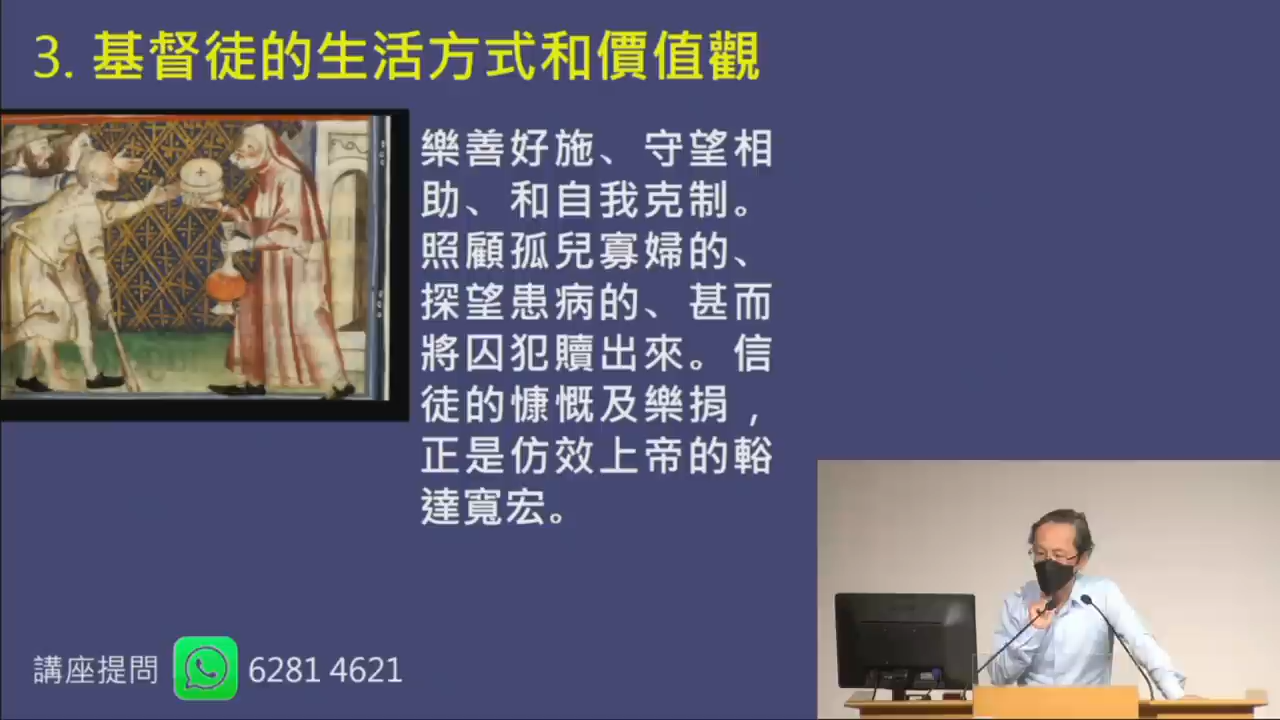 3. 基督徒的生活方式和價值觀
樂善好施、守望相
助、和自我克制。
照顧孤兒寡婦的、
探望患病的、甚而
將囚犯贖出來。信
徒的慷慨及樂捐，
正是仿效上帝的豁
達寬宏。
講座提問 6281 4621